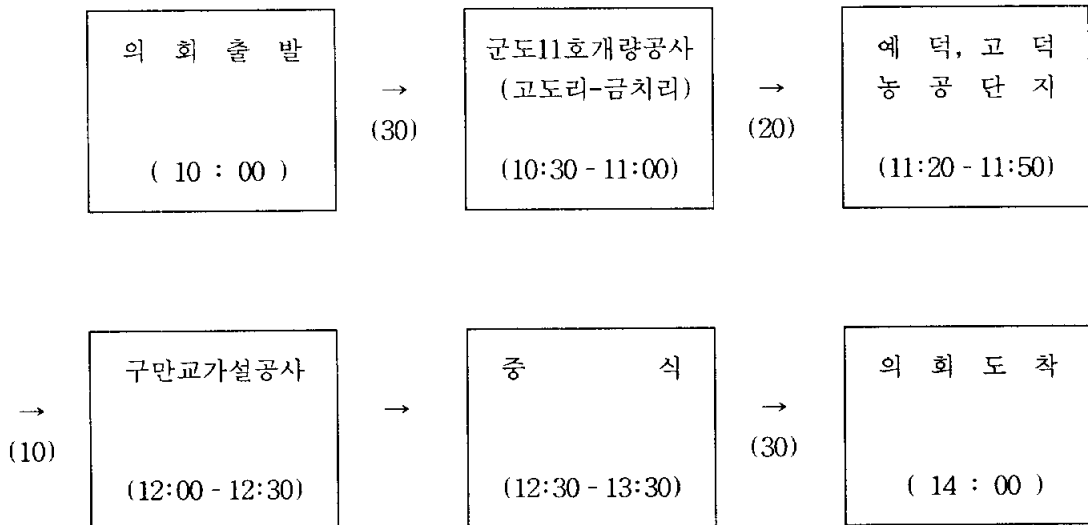 의 회 출 발
( 10 : 00 )
→
(30)
군도11호개량공사
(고도리-금치리)
(10:30 - 11:00)
→
(20)
예 덕, 고 덕
농 공 단 지
(11:20 - 11:50)
→
(10)
구만교가설공사
(12:00 - 12:30)
→
중 식
(12:30 - 13:30)
→
(30)
의 회 도 착
( 14 : 00 )